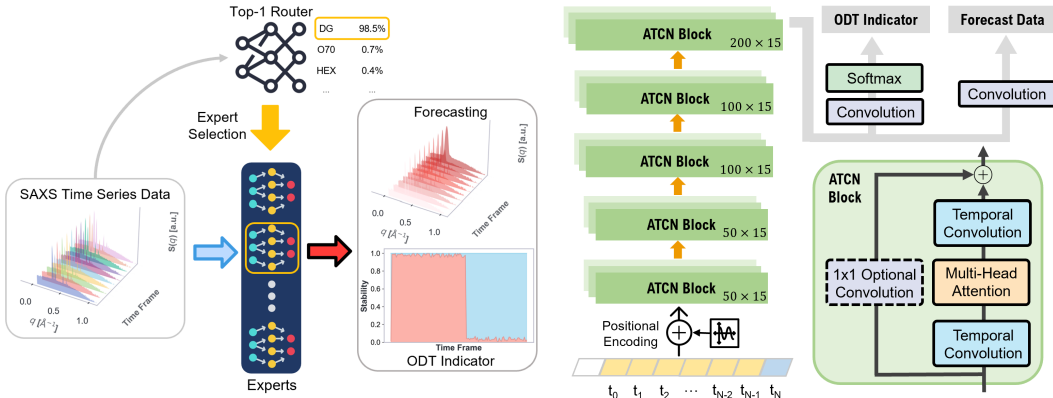 Top-1 Router
DG 98.5%
O70 0.7%
HEX 0.4%
... ...
Expert
Selection
SAXS Time Series Data
S(q) [a.u.]
0.0
0.5
1.0
q [Å⁻¹]
Time Frame
Experts
Forecasting
S(q) [a.u.]
0.0
0.5
1.0
q [Å⁻¹]
Time Frame
1.0
0.8
0.6
0.4
0.2
0.0
Stability
Time Frame
ODT Indicator
ATCN Block 200 × 15
ATCN Block 100 × 15
ATCN Block 100 × 15
ATCN Block 50 × 15
ATCN Block 50 × 15
Positional
Encoding
t0 t1 t2 ... tN-2 tN-1 tN
ODT Indicator
Forecast Data
Softmax
Convolution
Convolution
ATCN
Block
Temporal
Convolution
1x1 Optional
Convolution
Multi-Head
Attention
Temporal
Convolution